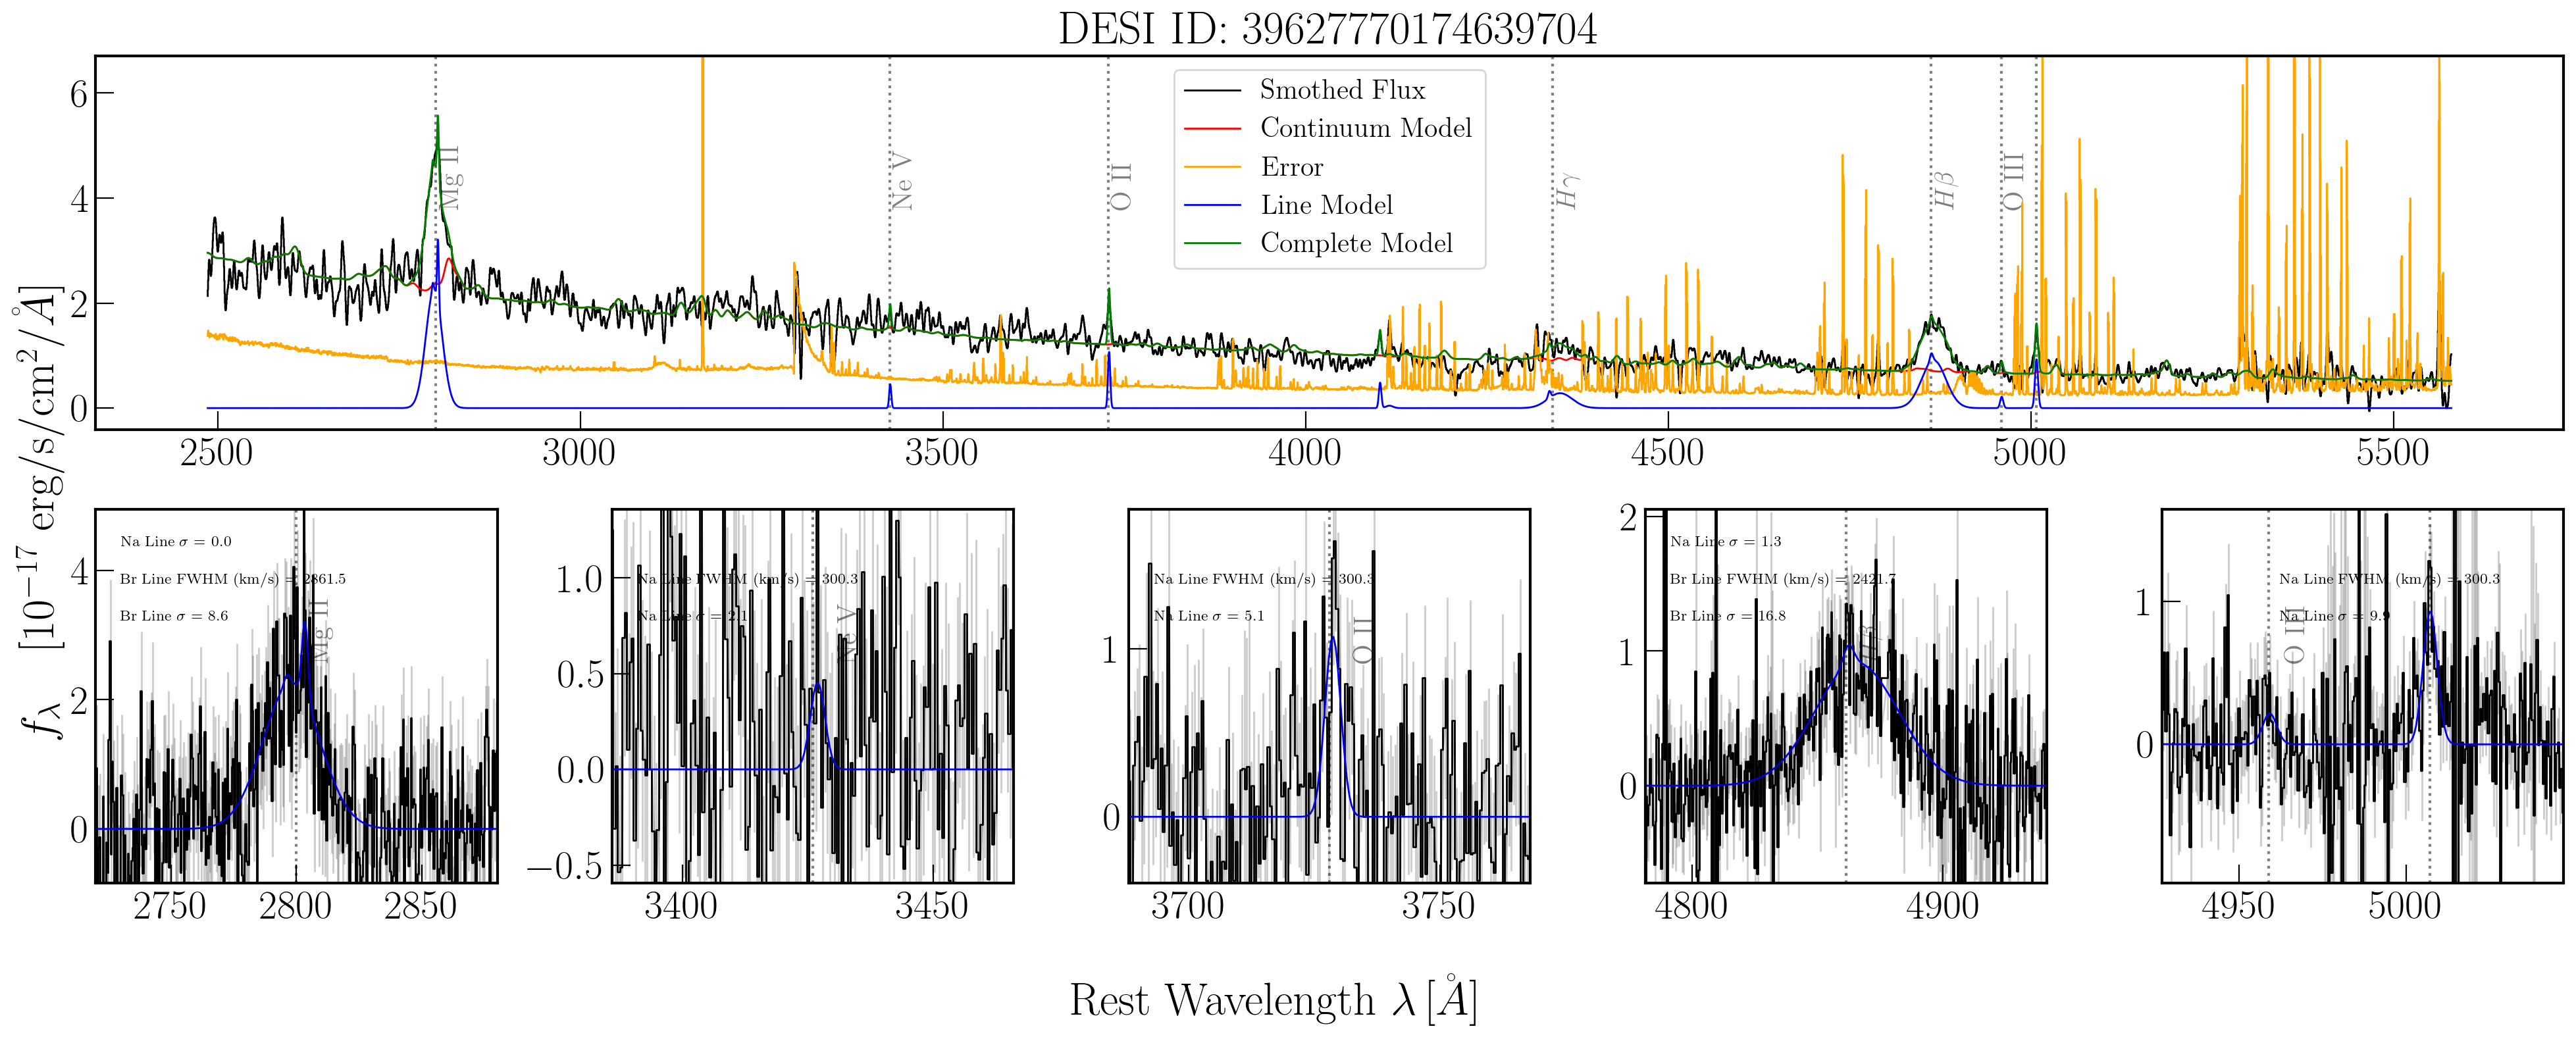 DESI ID: 39627770174639704
6
4
2
0
Mg II
Ne V
O II
Hγ
Hβ
O III
Smothed Flux
Continuum Model
Error
Line Model
Complete Model
2500 3000 3500 4000 4500 5000 5500
f_λ [10^{-17} erg/s/cm^2/Å]
Na Line σ = 0.0
Br Line FWHM (km/s) = 2861.5
Br Line σ = 8.6
Mg II
4
2
0
2750 2800 2850
Na Line FWHM (km/s) = 300.3
Na Line σ = 2.1
Ne V
1.0
0.5
0.0
−0.5
3400 3450
Na Line FWHM (km/s) = 300.3
Na Line σ = 5.1
O II
1
0
3700 3750
Na Line σ = 1.3
Br Line FWHM (km/s) = 2421.7
Br Line σ = 16.8
Hβ
2
1
0
4800 4900
Na Line FWHM (km/s) = 300.3
Na Line σ = 9.9
O III
1
0
4950 5000
Rest Wavelength λ [Å]